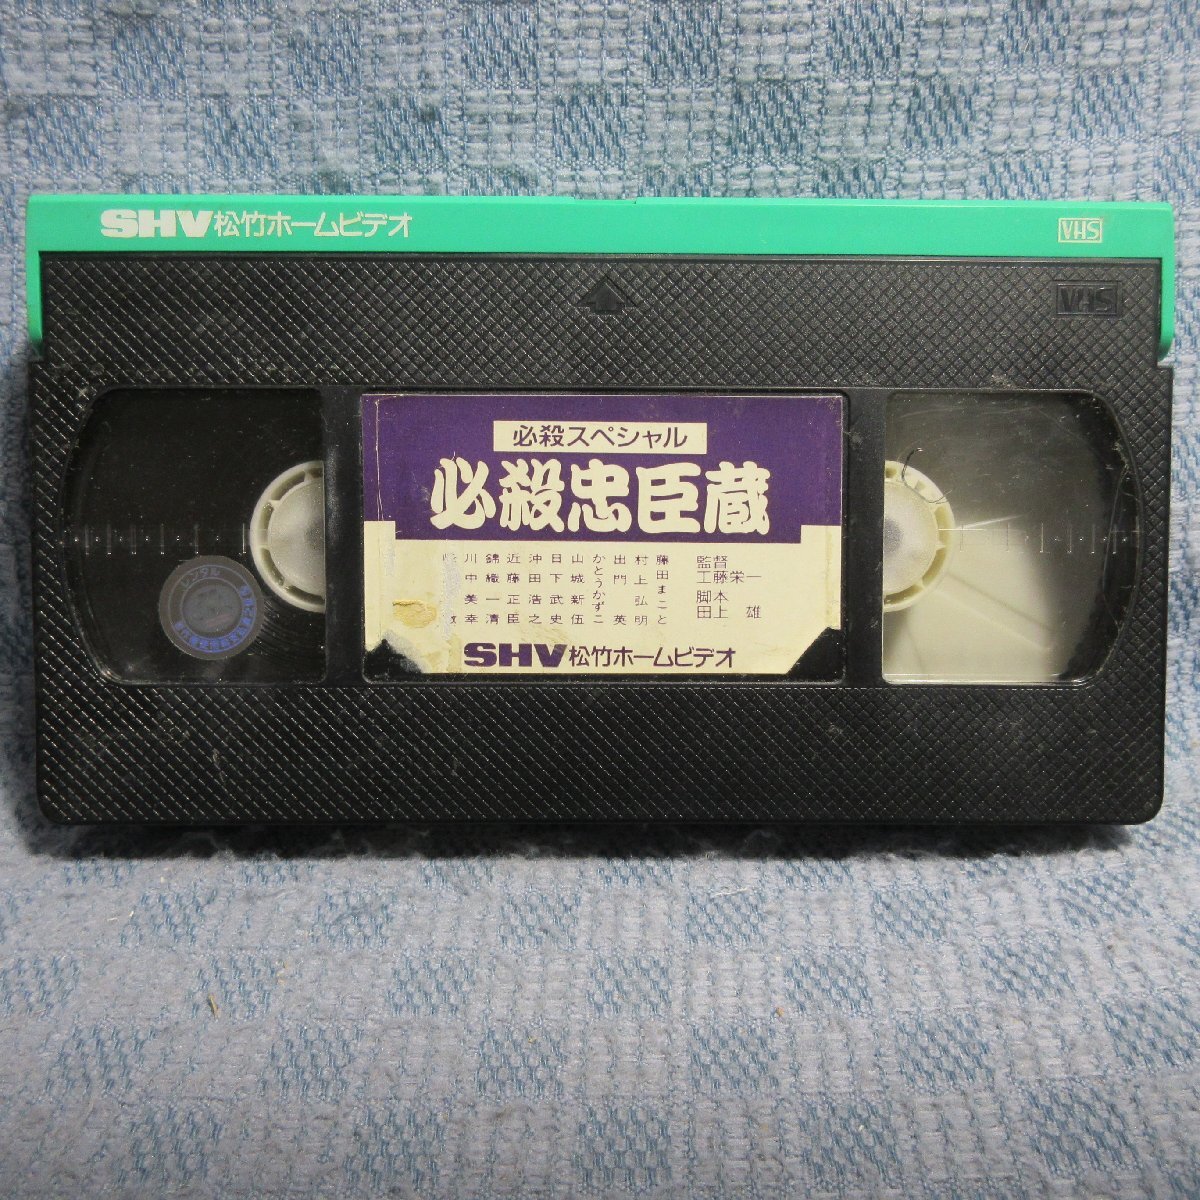 SHV松竹ホームビデオ
VHS
VHS
必殺スペシャル
必殺忠臣蔵
監督
工藤栄一
脚本
田上 雄
藤田まこと
村上弘明
出門 英
かとうかずこ
山城新伍
日下武史
沖田浩之
近藤正臣
錦織一清
川中美幸
SHV松竹ホームビデオ